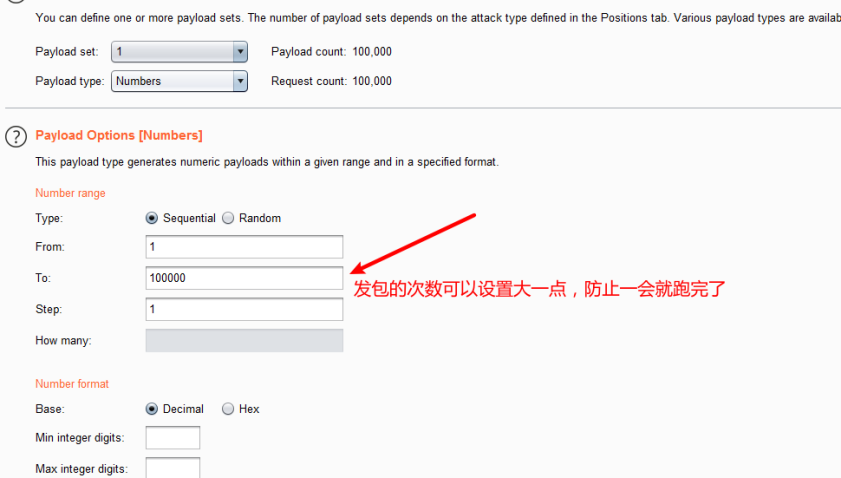 You can define one or more payload sets. The number of payload sets depends on the attack type defined in the Positions tab. Various payload types are availab
Payload set: 1 Payload count: 100,000
Payload type: Numbers Request count: 100,000
? Payload Options [Numbers]
This payload type generates numeric payloads within a given range and in a specified format.
Number range
Type: Sequential Random
From: 1
To: 100000
发包的次数可以设置大一点，防止一会就跑完了
Step: 1
How many:
Number format
Base: Decimal Hex
Min integer digits:
Max integer digits: